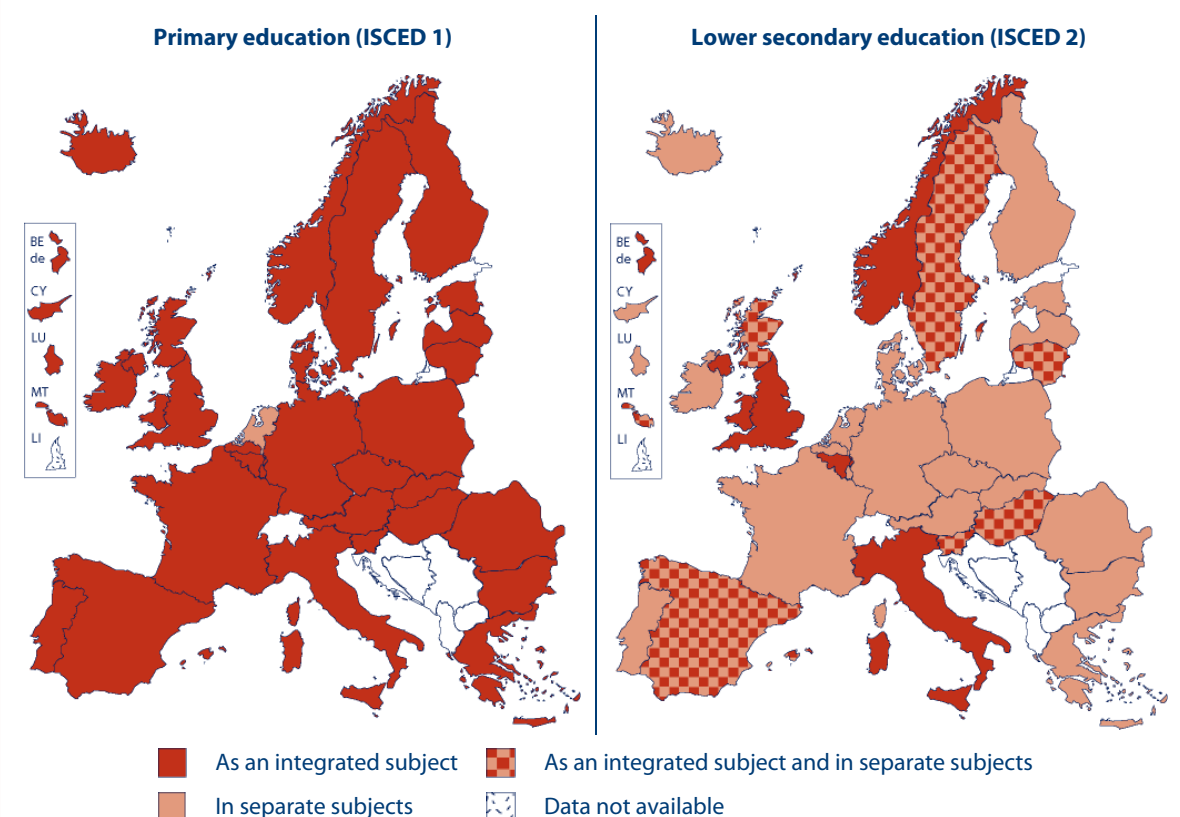 Primary education (ISCED 1)
Lower secondary education (ISCED 2)
BE
de
CY
LU
MT
LI
BE
de
CY
LU
MT
LI
As an integrated subject
As an integrated subject and in separate subjects
In separate subjects
Data not available